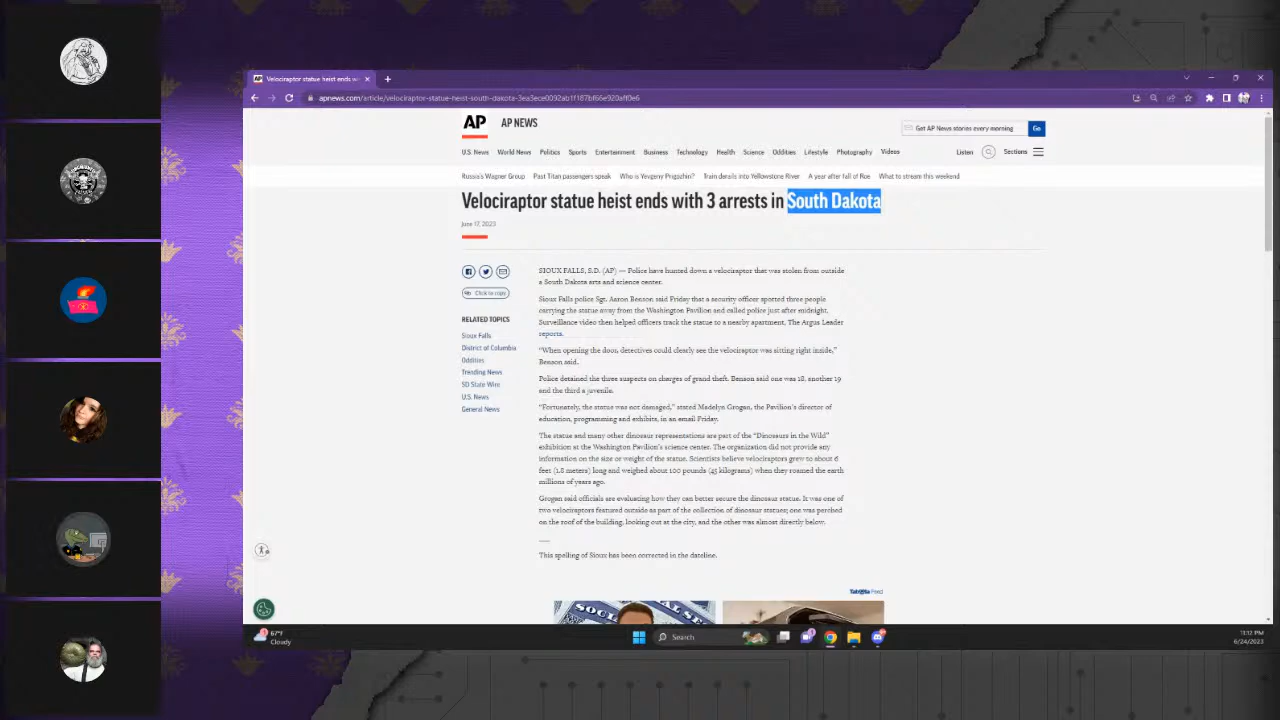 Velociraptor statue heist ends wi
apnews.com/article/velociraptor-statue-heist-south-dakota-3ea3ece0092ab1f187bf66e920aff0e6
AP
AP NEWS
Get AP News stories every morning
Go
U.S. News World News Politics Sports Entertainment Business Technology Health Science Oddities Lifestyle Photography Videos
Listen
Sections
Russia's Wagner Group Past Titan passengers speak Who is Yevgeny Prigozhin? Train derails into Yellowstone River A year after fall of Roe What to stream this weekend
Velociraptor statue heist ends with 3 arrests in South Dakota
June 17, 2023
Click to copy
RELATED TOPICS
Sioux Falls
District of Columbia
Oddities
Trending News
SD State Wire
U.S. News
General News
SIOUX FALLS, S.D. (AP) — Police have hunted down a velociraptor that was stolen from outside
a South Dakota arts and science center.
Sioux Falls police Sgt. Aaron Benson said Friday that a security officer spotted three people
carrying the statue away from the Washington Pavilion and called police just after midnight.
Surveillance video then helped officers track the statue to a nearby apartment, The Argus Leader
reports.
“When opening the door, detectives could clearly see the velociraptor was sitting right inside,”
Benson said.
Police detained the three suspects on charges of grand theft. Benson said one was 18, another 19
and the third a juvenile.
“Fortunately, the statue was not damaged,” stated Madelyn Grogan, the Pavilion's director of
education, programming and exhibits, in an email Friday.
The statue and many other dinosaur representations are part of the “Dinosaurs in the Wild”
exhibition at the Washington Pavilion's science center. The organization did not provide any
information on the size or weight of the statue. Scientists believe velociraptors grew to about 6
feet (1.8 meters) long and weighed about 100 pounds (45 kilograms) when they roamed the earth
millions of years ago.
Grogan said officials are evaluating how they can better secure the dinosaur statue. It was one of
two velociraptors featured outside as part of the collection of dinosaur statues; one was perched
on the roof of the building, looking out at the city, and the other was almost directly below.
This spelling of Sioux has been corrected in the dateline.
Taboola Feed
67°F
Cloudy
Search
11:12 PM
6/24/2023